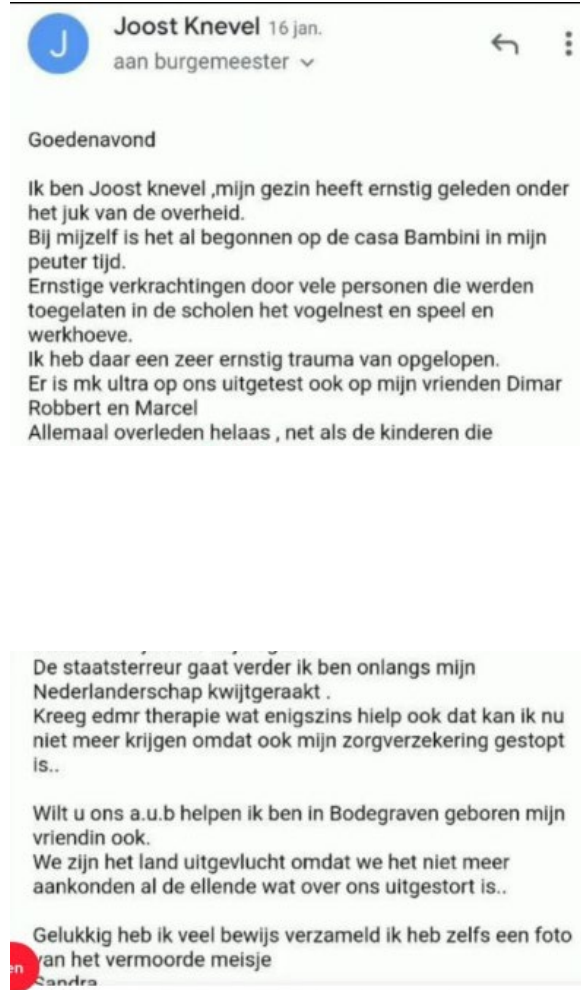 J
Joost Knevel 16 jan.
aan burgemeester
Goedenavond
Ik ben Joost knevel ,mijn gezin heeft ernstig geleden onder
het juk van de overheid.
Bij mijzelf is het al begonnen op de casa Bambini in mijn
peuter tijd.
Ernstige verkrachtingen door vele personen die werden
toegelaten in de scholen het vogelnest en speel en
werkhoeve.
Ik heb daar een zeer ernstig trauma van opgelopen.
Er is mk ultra op ons uitgetest ook op mijn vrienden Dimar
Robbert en Marcel
Allemaal overleden helaas , net als de kinderen die
De staatsterreur gaat verder ik ben onlangs mijn
Nederlanderschap kwijtgeraakt .
Kreeg edmr therapie wat enigszins hielp ook dat kan ik nu
niet meer krijgen omdat ook mijn zorgverzekering gestopt
is..
Wilt u ons a.u.b helpen ik ben in Bodegraven geboren mijn
vriendin ook.
We zijn het land uitgevlucht omdat we het niet meer
aankonden al de ellende wat over ons uitgestort is..
Gelukkig heb ik veel bewijs verzameld ik heb zelfs een foto
van het vermoorde meisje
en
Sandra